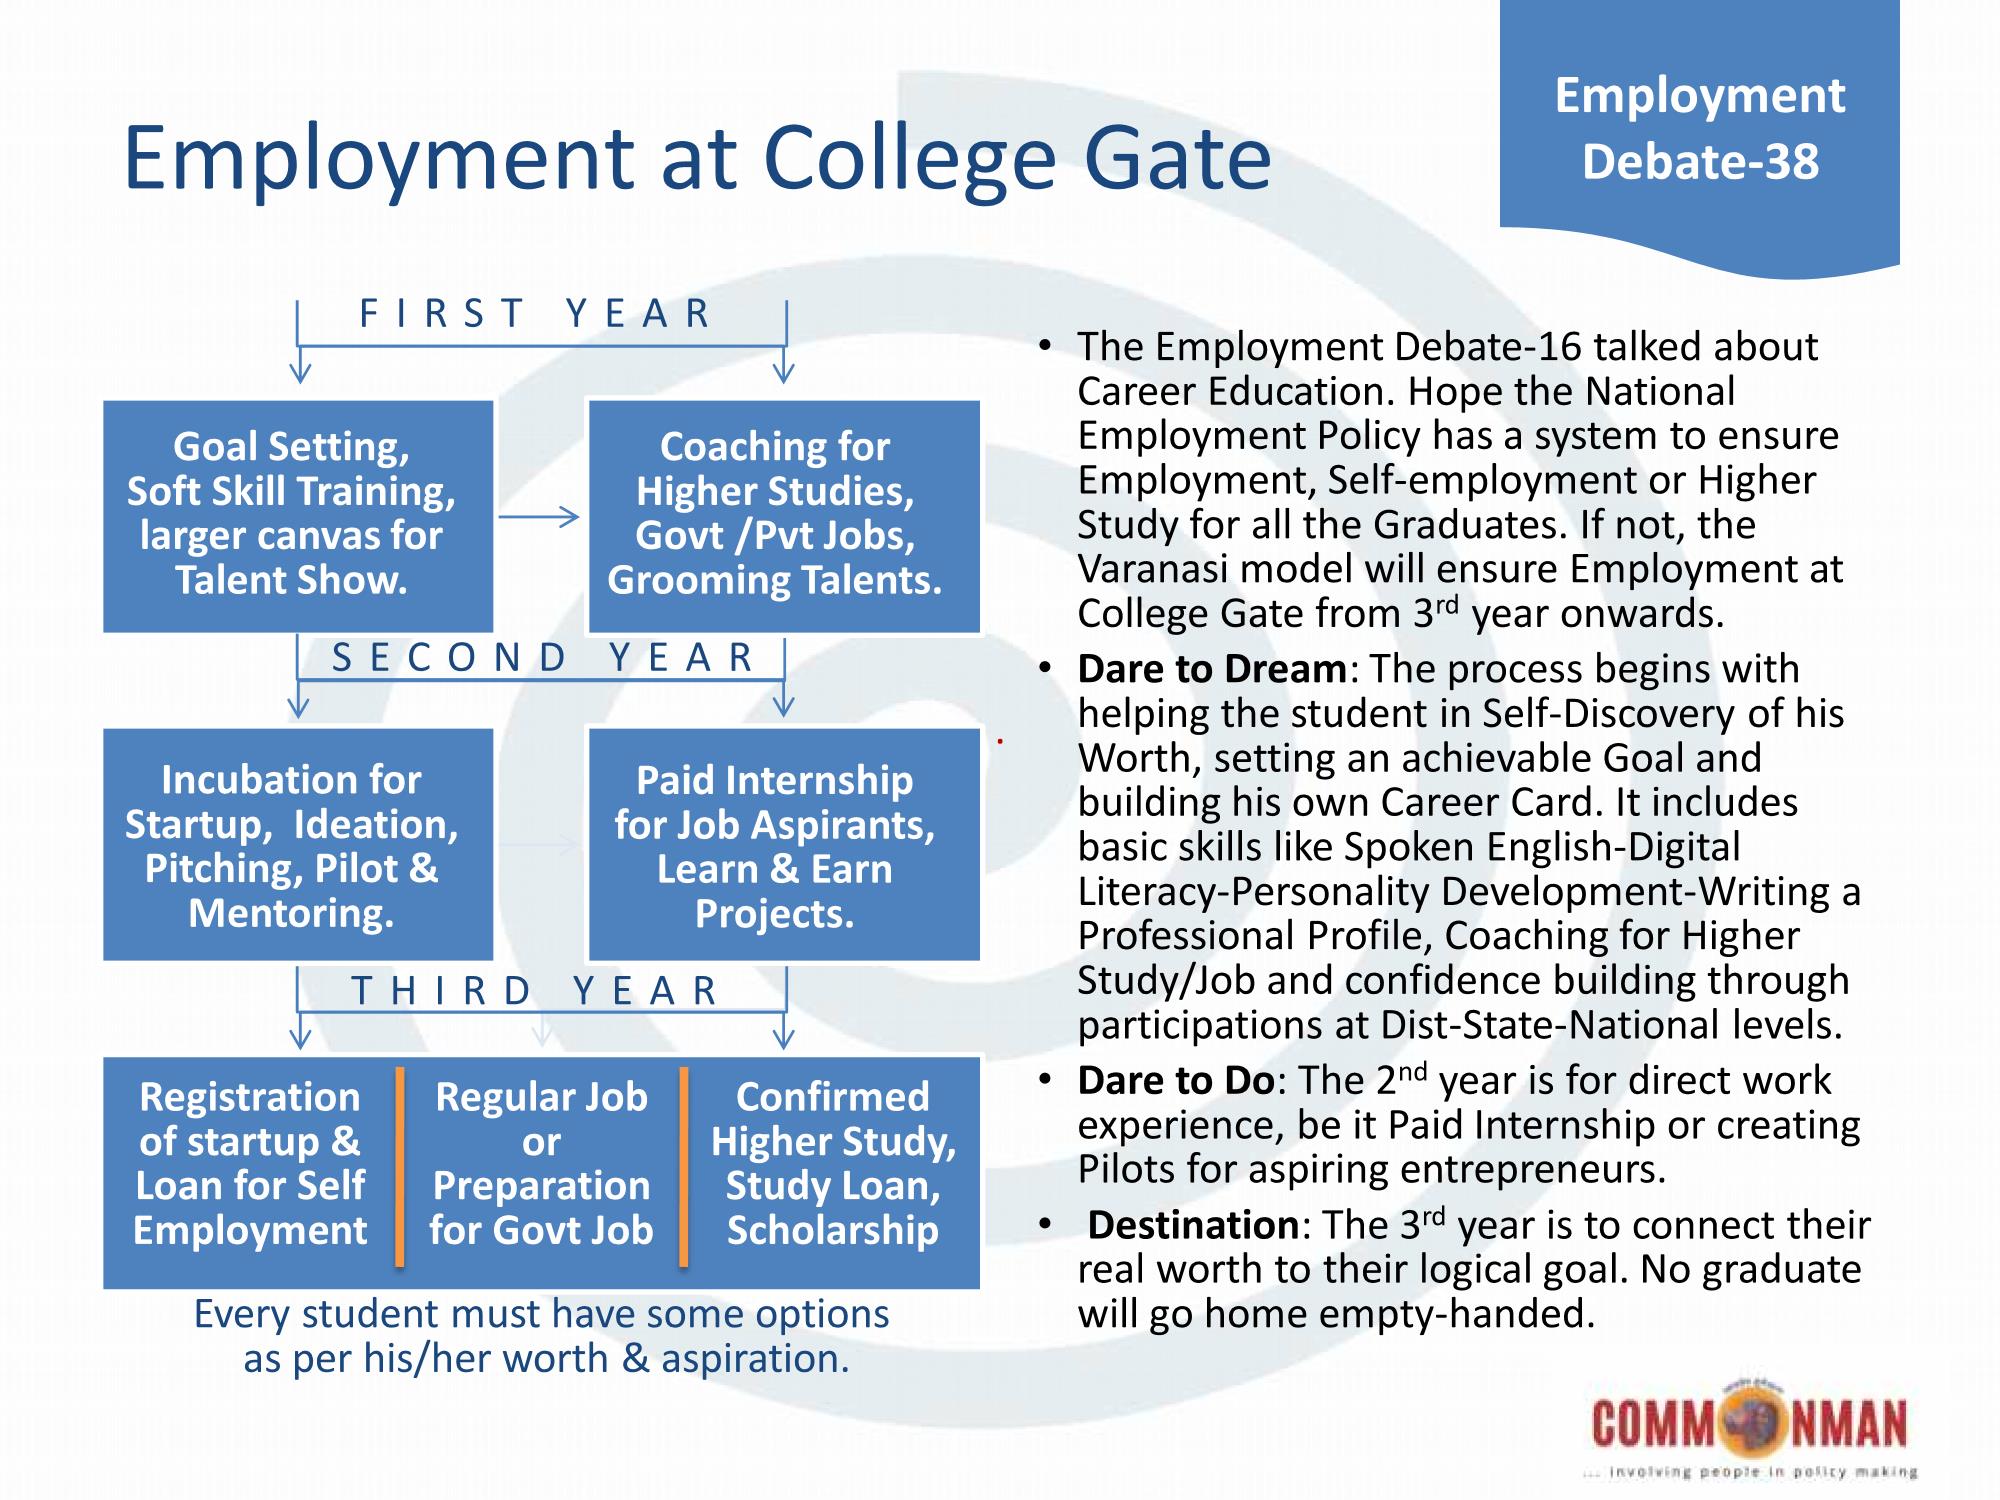 Employment
Debate-38
Employment at College Gate
FIRST YEAR
Goal Setting,
Soft Skill Training,
larger canvas for
Talent Show.
Coaching for
Higher Studies,
Govt /Pvt Jobs,
Grooming Talents.
SECOND YEAR
Incubation for
Startup,  Ideation,
Pitching, Pilot &
Mentoring.
Paid Internship
for Job Aspirants,
Learn & Earn
Projects.
THIRD YEAR
Registration
of startup &
Loan for Self
Employment
Regular Job
or
Preparation
for Govt Job
Confirmed
Higher Study,
Study Loan,
Scholarship
Every student must have some options
as per his/her worth & aspiration.
• The Employment Debate-16 talked about
Career Education. Hope the National
Employment Policy has a system to ensure
Employment, Self-employment or Higher
Study for all the Graduates. If not, the
Varanasi model will ensure Employment at
College Gate from 3rd year onwards.
• Dare to Dream: The process begins with
helping the student in Self-Discovery of his
Worth, setting an achievable Goal and
building his own Career Card. It includes
basic skills like Spoken English-Digital
Literacy-Personality Development-Writing a
Professional Profile, Coaching for Higher
Study/Job and confidence building through
participations at Dist-State-National levels.
• Dare to Do: The 2nd year is for direct work
experience, be it Paid Internship or creating
Pilots for aspiring entrepreneurs.
• Destination: The 3rd year is to connect their
real worth to their logical goal. No graduate
will go home empty-handed.
COMMONMAN
... involving people in policy making